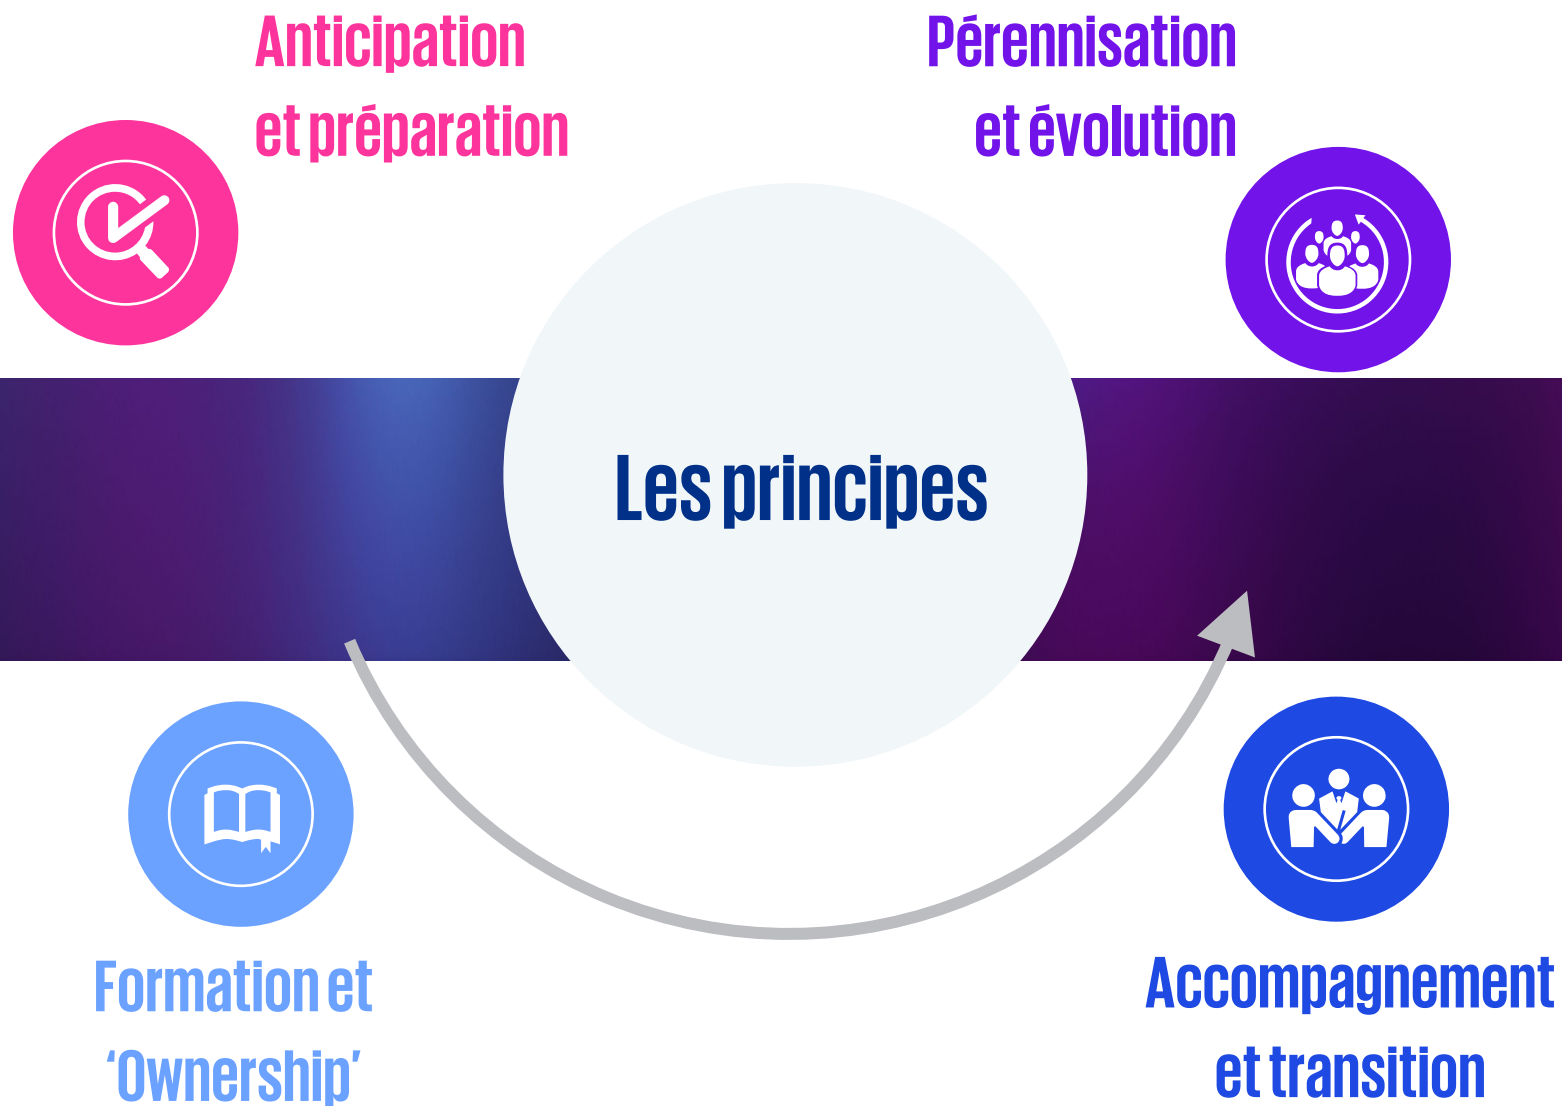 Anticipation
et préparation
Pérennisation
et évolution
Les principes
Formation et
‘Ownership’
Accompagnement
et transition